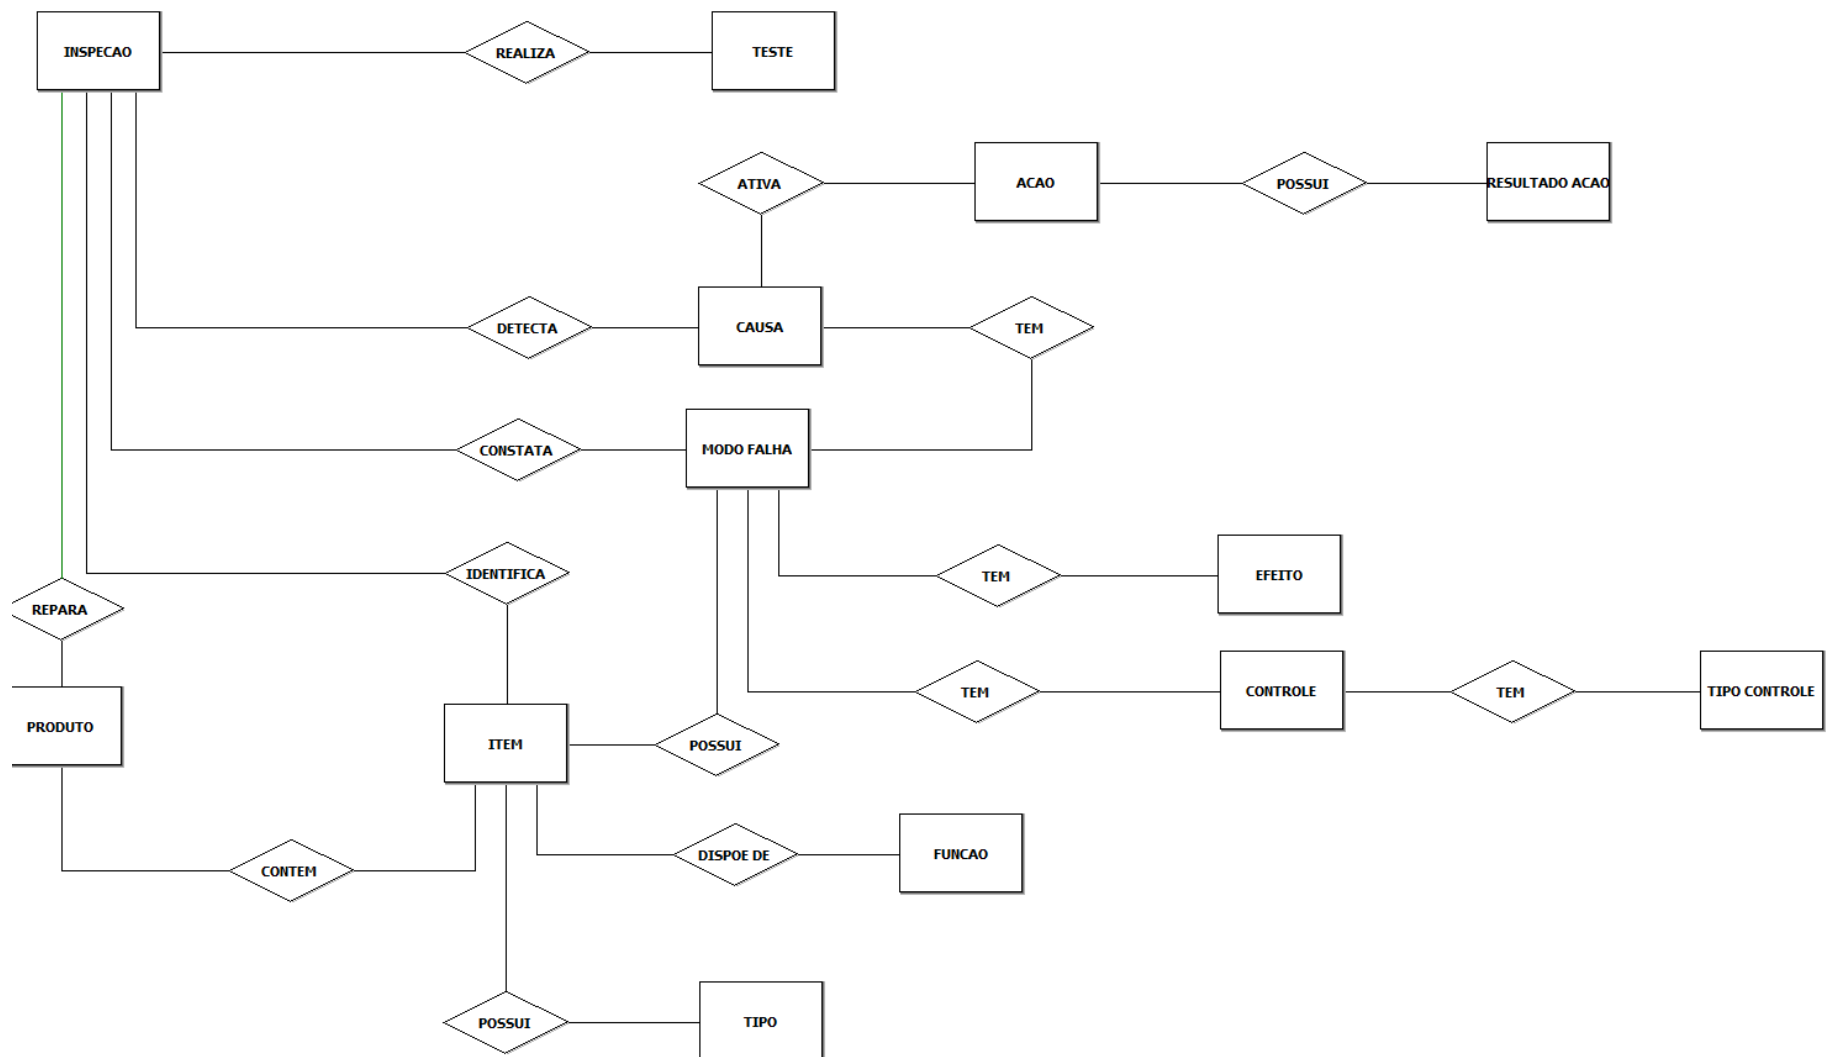 INSPECAO
REALIZA
TESTE
ATIVA
ACAO
POSSUI
RESULTADO ACAO
DETECTA
CAUSA
TEM
CONSTATA
MODO FALHA
IDENTIFICA
TEM
EFEITO
REPARA
TEM
CONTROLE
TEM
TIPO CONTROLE
PRODUTO
ITEM
POSSUI
CONTEM
DISPOE DE
FUNCAO
POSSUI
TIPO